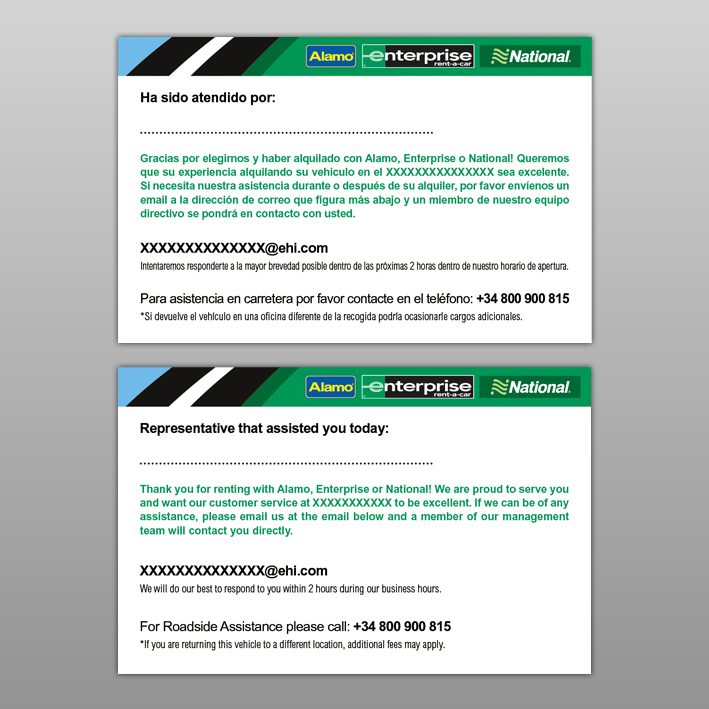 Alamo enterprise rent-a-car National
Ha sido atendido por:
...........................................................................
Gracias por elegirnos y haber alquilado con Alamo, Enterprise o National! Queremos
que su experiencia alquilando su vehículo en el XXXXXXXXXXXXXXX sea excelente.
Si necesita nuestra asistencia durante o después de su alquiler, por favor envíenos un
email a la dirección de correo que figura más abajo y un miembro de nuestro equipo
directivo se pondrá en contacto con usted.
XXXXXXXXXXXXXX@ehi.com
Intentaremos responderte a la mayor brevedad posible dentro de las próximas 2 horas dentro de nuestro horario de apertura.
Para asistencia en carretera por favor contacte en el teléfono: +34 800 900 815
*Si devuelve el vehículo en una oficina diferente de la recogida podría ocasionarle cargos adicionales.
Alamo enterprise rent-a-car National
Representative that assisted you today:
...........................................................................
Thank you for renting with Alamo, Enterprise or National! We are proud to serve you
and want our customer service at XXXXXXXXXXX to be excellent. If we can be of any
assistance, please email us at the email below and a member of our management
team will contact you directly.
XXXXXXXXXXXXXX@ehi.com
We will do our best to respond to you within 2 hours during our business hours.
For Roadside Assistance please call: +34 800 900 815
*If you are returning this vehicle to a different location, additional fees may apply.